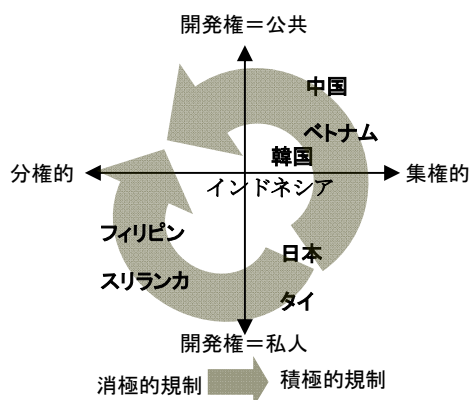 開発権＝公共
中国
ベトナム
韓国
分権的
集権的
インドネシア
フィリピン
日本
スリランカ
タイ
開発権＝私人
消極的規制
積極的規制